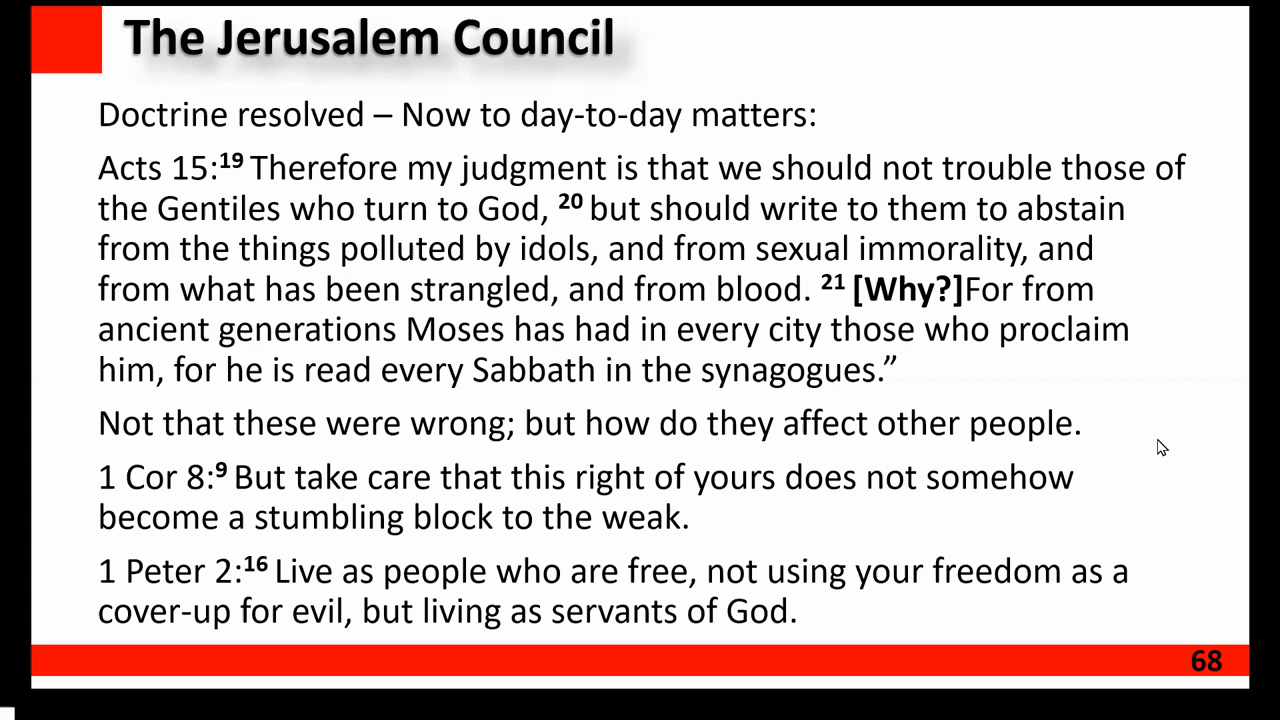 The Jerusalem Council
Doctrine resolved – Now to day-to-day matters:
Acts 15:19 Therefore my judgment is that we should not trouble those of
the Gentiles who turn to God, 20 but should write to them to abstain
from the things polluted by idols, and from sexual immorality, and
from what has been strangled, and from blood. 21 [Why?]For from
ancient generations Moses has had in every city those who proclaim
him, for he is read every Sabbath in the synagogues.”
Not that these were wrong; but how do they affect other people.
1 Cor 8:9 But take care that this right of yours does not somehow
become a stumbling block to the weak.
1 Peter 2:16 Live as people who are free, not using your freedom as a
cover-up for evil, but living as servants of God.
68